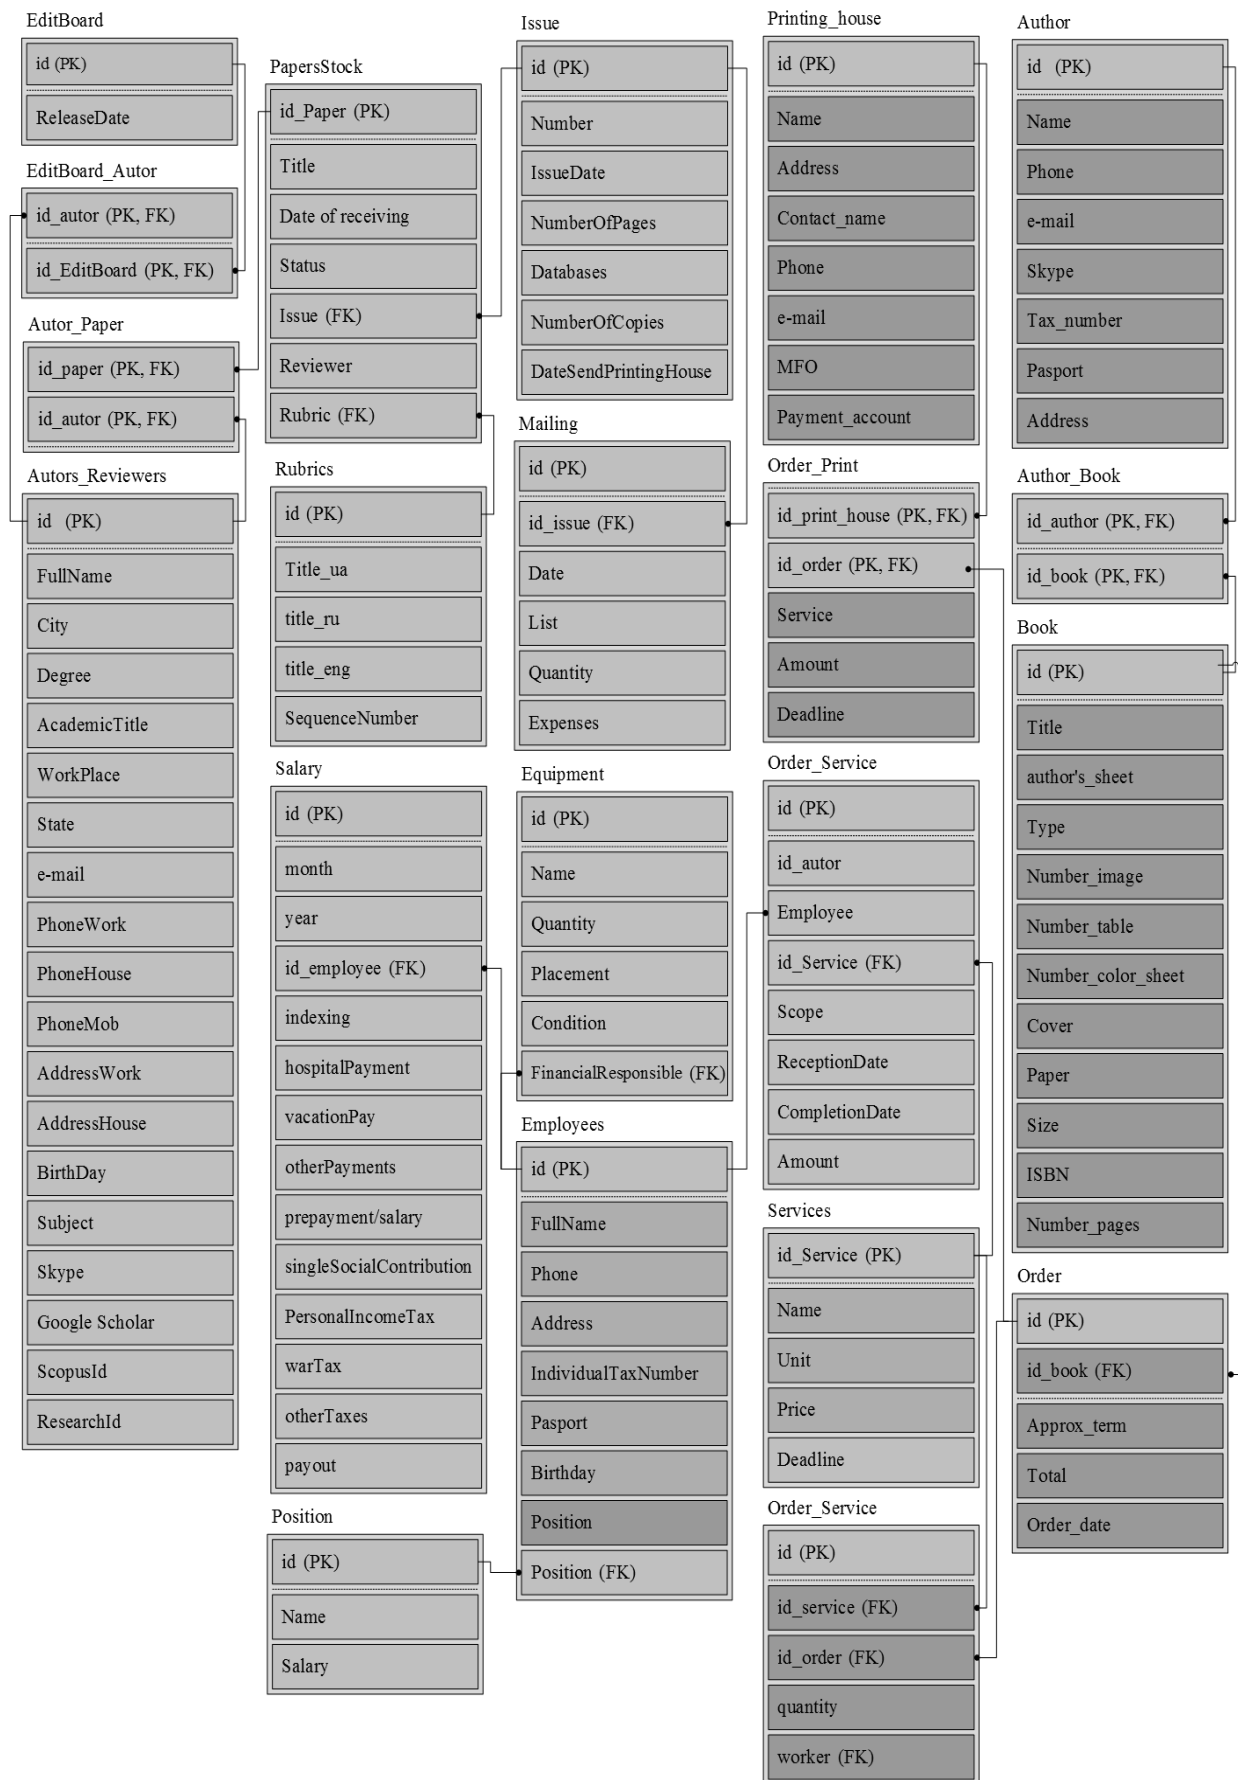 EditBoard
id (PK)
ReleaseDate
EditBoard_Autor
id_autor (PK, FK)
id_EditBoard (PK, FK)
Autor_Paper
id_paper (PK, FK)
id_autor (PK, FK)
Autors_Reviewers
id (PK)
FullName
City
Degree
AcademicTitle
WorkPlace
State
e-mail
PhoneWork
PhoneHouse
PhoneMob
AddressWork
AddressHouse
BirthDay
Subject
Skype
Google Scholar
ScopusId
ResearchId
PapersStock
id_Paper (PK)
Title
Date of receiving
Status
Issue (FK)
Reviewer
Rubric (FK)
Rubrics
id (PK)
Title_ua
title_ru
title_eng
SequenceNumber
Salary
id (PK)
month
year
id_employee (FK)
indexing
hospitalPayment
vacationPay
otherPayments
prepayment/salary
singleSocialContribution
PersonalIncomeTax
warTax
otherTaxes
payout
Position
id (PK)
Name
Salary
Issue
id (PK)
Number
IssueDate
NumberOfPages
Databases
NumberOfCopies
DateSendPrintingHouse
Mailing
id (PK)
id_issue (FK)
Date
List
Quantity
Expenses
Equipment
id (PK)
Name
Quantity
Placement
Condition
FinancialResponsible (FK)
Employees
id (PK)
FullName
Phone
Address
IndividualTaxNumber
Pasport
Birthday
Position
Position (FK)
Printing_house
id (PK)
Name
Address
Contact_name
Phone
e-mail
MFO
Payment_account
Order_Print
id_print_house (PK, FK)
id_order (PK, FK)
Service
Amount
Deadline
Order_Service
id (PK)
id_autor
Employee
id_Service (FK)
Scope
ReceptionDate
CompletionDate
Amount
Services
id_Service (PK)
Name
Unit
Price
Deadline
Order_Service
id (PK)
id_service (FK)
id_order (FK)
quantity
worker (FK)
Author
id (PK)
Name
Phone
e-mail
Skype
Tax_number
Pasport
Address
Author_Book
id_author (PK, FK)
id_book (PK, FK)
Book
id (PK)
Title
author's_sheet
Type
Number_image
Number_table
Number_color_sheet
Cover
Paper
Size
ISBN
Number_pages
Order
id (PK)
id_book (FK)
Approx_term
Total
Order_date